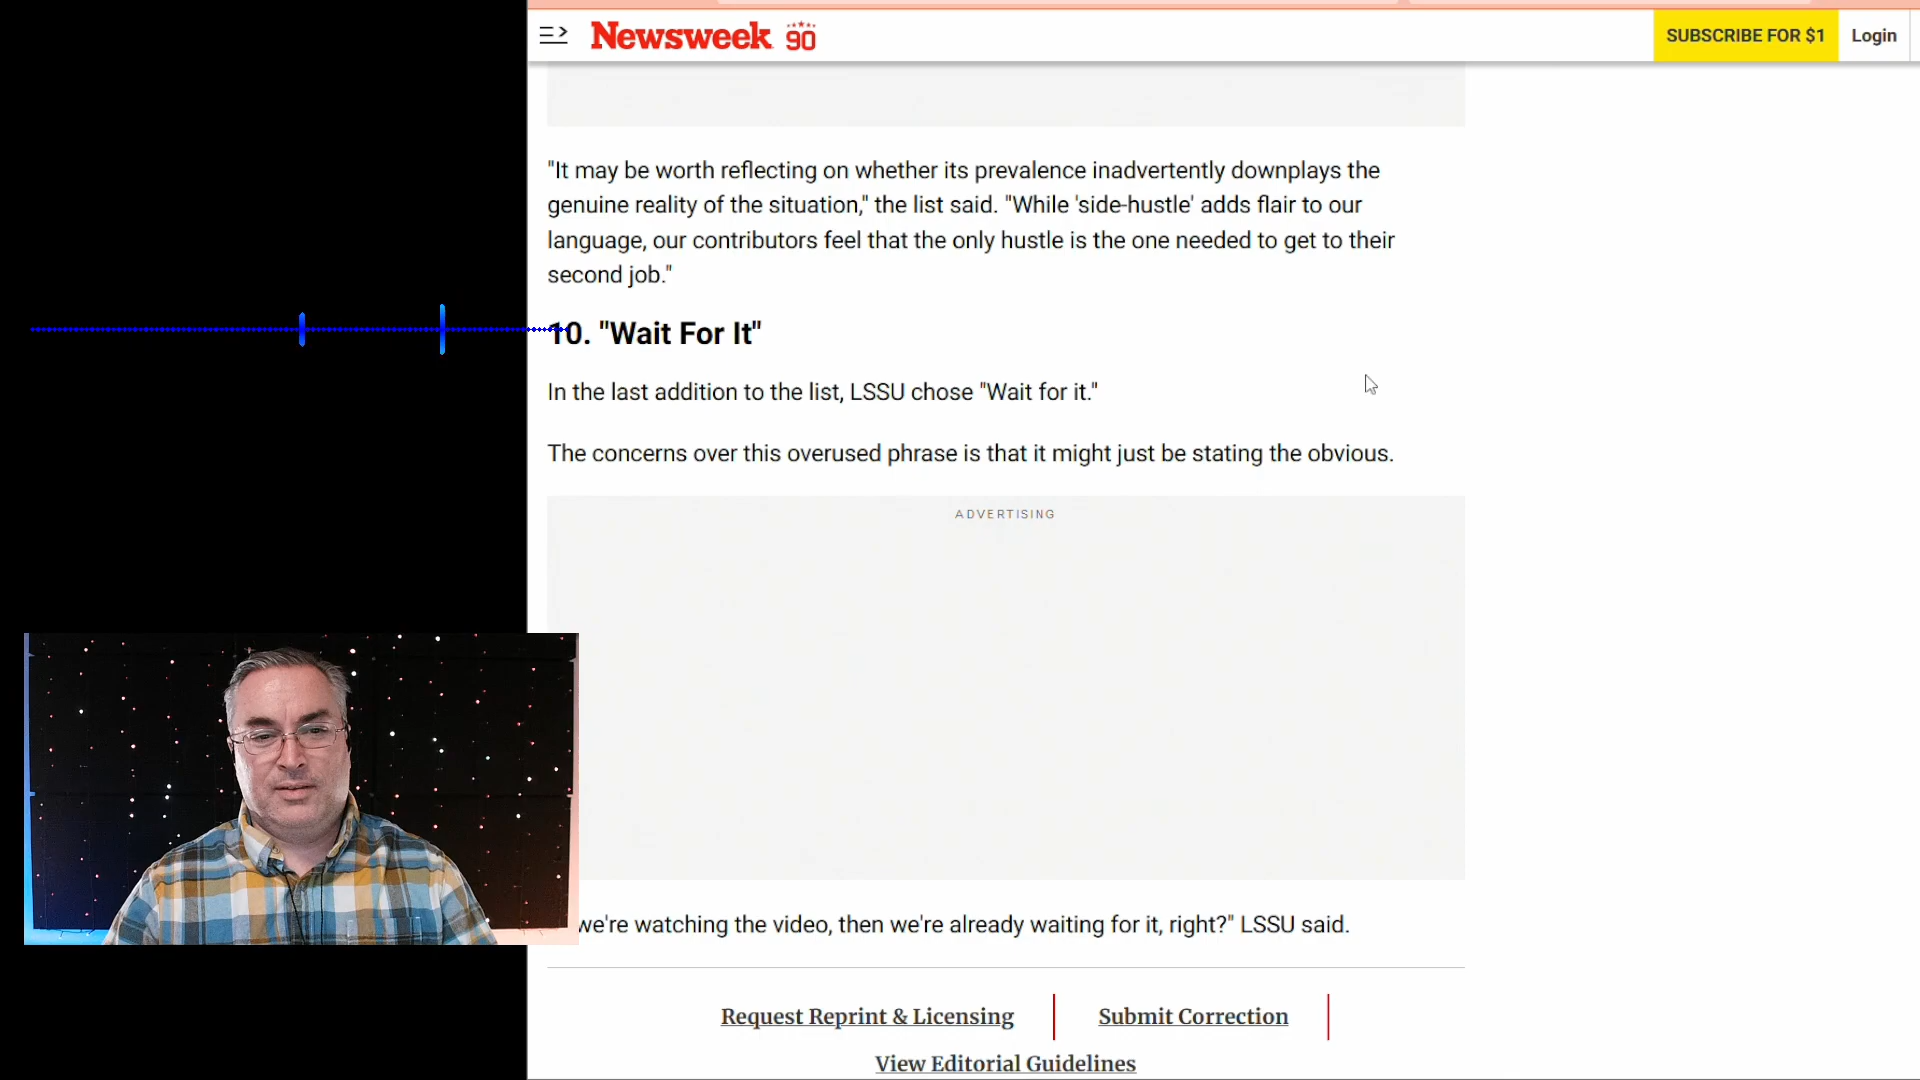 Newsweek 90
SUBSCRIBE FOR $1
Login
"It may be worth reflecting on whether its prevalence inadvertently downplays the
genuine reality of the situation," the list said. "While 'side-hustle' adds flair to our
language, our contributors feel that the only hustle is the one needed to get to their
second job."
10. "Wait For It"
In the last addition to the list, LSSU chose "Wait for it."
The concerns over this overused phrase is that it might just be stating the obvious.
ADVERTISING
we're watching the video, then we're already waiting for it, right?" LSSU said.
Request Reprint & Licensing
Submit Correction
View Editorial Guidelines